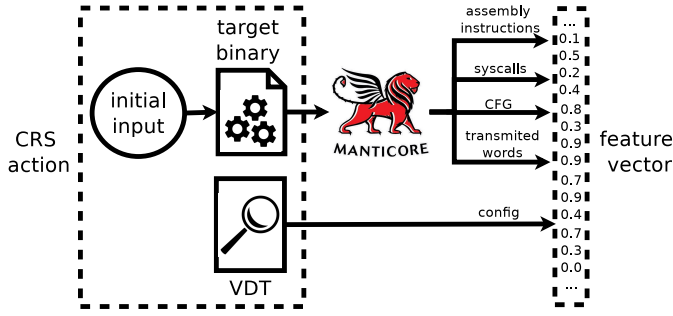 CRS
action
initial
input
target
binary
VDT
MANTICORE
assembly
instructions
syscalls
CFG
transmited
words
config
...
0.1
0.5
0.2
0.4
0.8
0.3
0.9
0.9
0.7
0.9
0.4
0.7
0.3
0.0
...
feature
vector